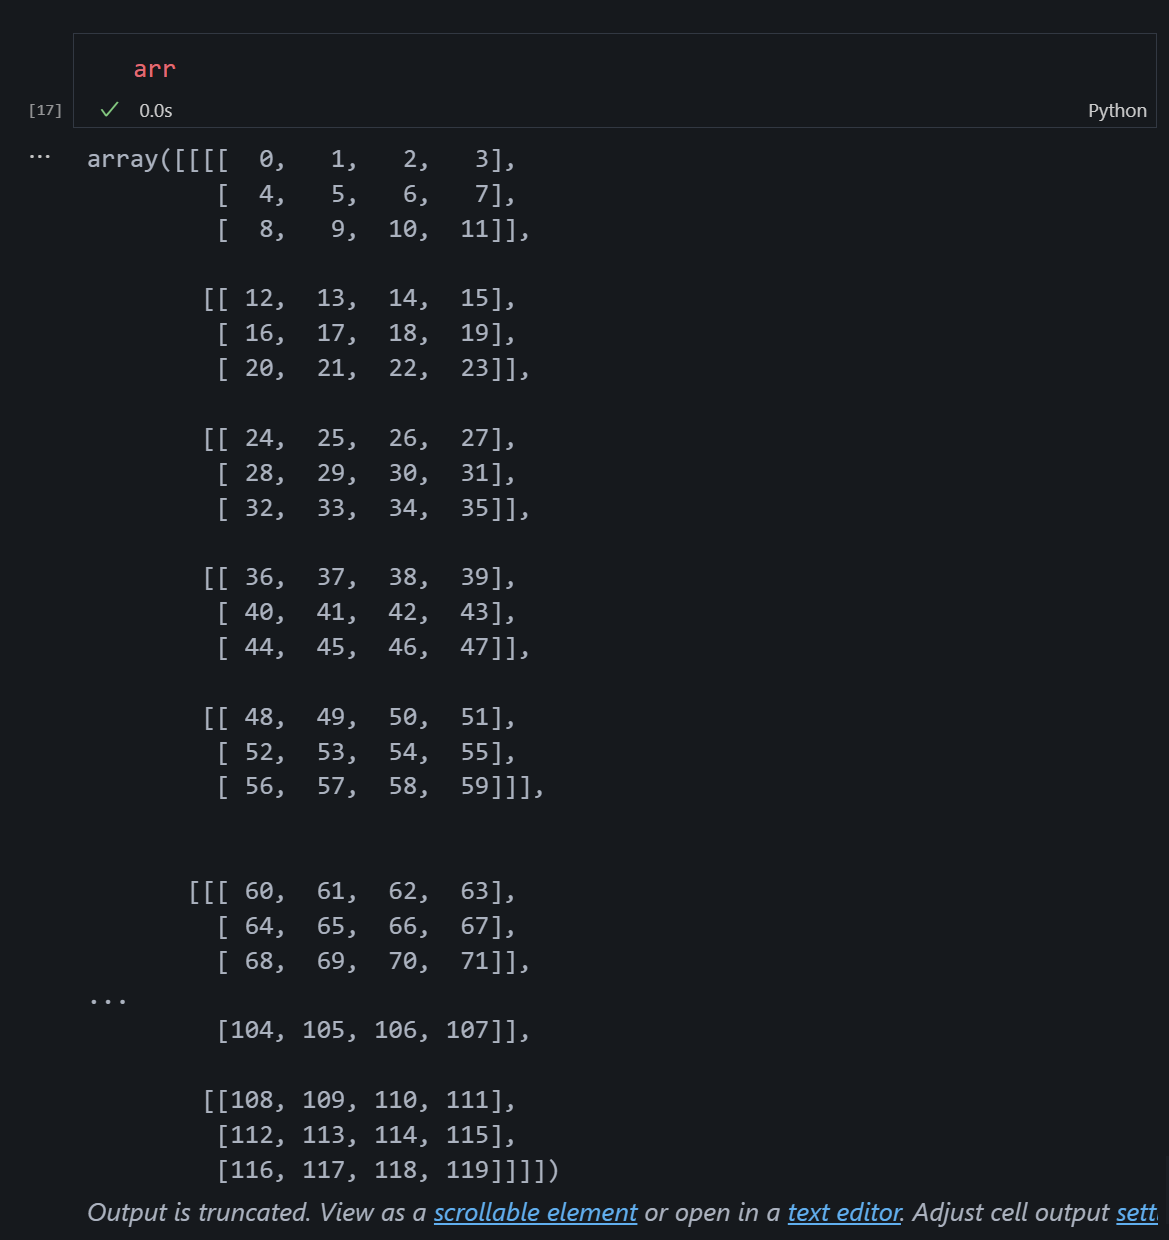 arr
[17] ✓ 0.0s Python
... array([[[[  0,   1,   2,   3],
         [  4,   5,   6,   7],
         [  8,   9,  10,  11]],

        [[ 12,  13,  14,  15],
         [ 16,  17,  18,  19],
         [ 20,  21,  22,  23]],

        [[ 24,  25,  26,  27],
         [ 28,  29,  30,  31],
         [ 32,  33,  34,  35]],

        [[ 36,  37,  38,  39],
         [ 40,  41,  42,  43],
         [ 44,  45,  46,  47]],

        [[ 48,  49,  50,  51],
         [ 52,  53,  54,  55],
         [ 56,  57,  58,  59]]],


       [[[ 60,  61,  62,  63],
         [ 64,  65,  66,  67],
         [ 68,  69,  70,  71]],
...
         [104, 105, 106, 107]],

        [[108, 109, 110, 111],
         [112, 113, 114, 115],
         [116, 117, 118, 119]]]])
Output is truncated. View as a scrollable element or open in a text editor. Adjust cell output sett